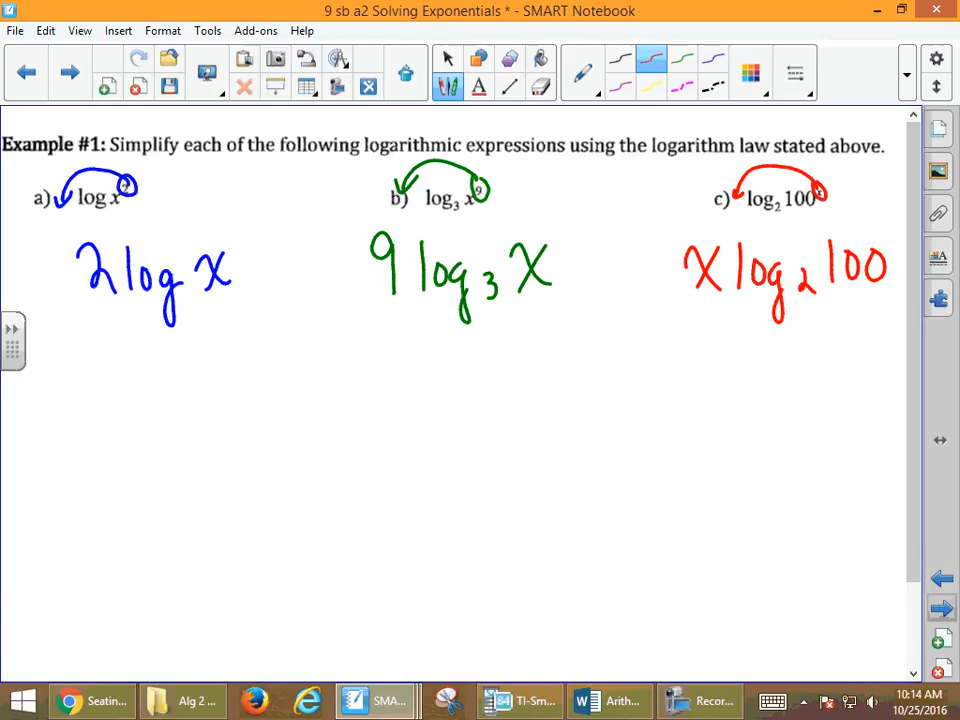 9 sb a2 Solving Exponentials * - SMART Notebook
File Edit View Insert Format Tools Add-ons Help
Example #1: Simplify each of the following logarithmic expressions using the logarithm law stated above.
a) log x² b) log₃ x⁹ c) log₂ 100ˣ
2 log x 9 log₃ x x log₂ 100
Seatin... Alg 2 ... SMA... TI-Sm... Arith... Recor... 10:14 AM
10/25/2016